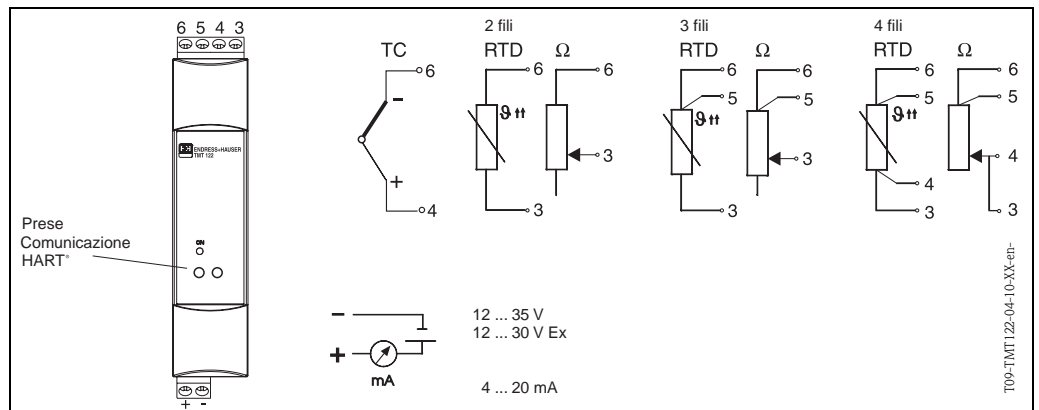 6 5 4 3
ENDRESS+HAUSER
TMT 122
ON
Prese
Comunicazione
HART®
+ -
TC
6
-
+
4
2 fili
RTD Ω
6 6
ϑ
3
3
3 fili
RTD Ω
6 6
5 5
ϑ
3
3
4 fili
RTD Ω
6 6
5 5
ϑ
4 4
3 3
-
+
mA
12 ... 35 V
12 ... 30 V Ex
4 ... 20 mA
T09-TMT122-04-10-XX-en-